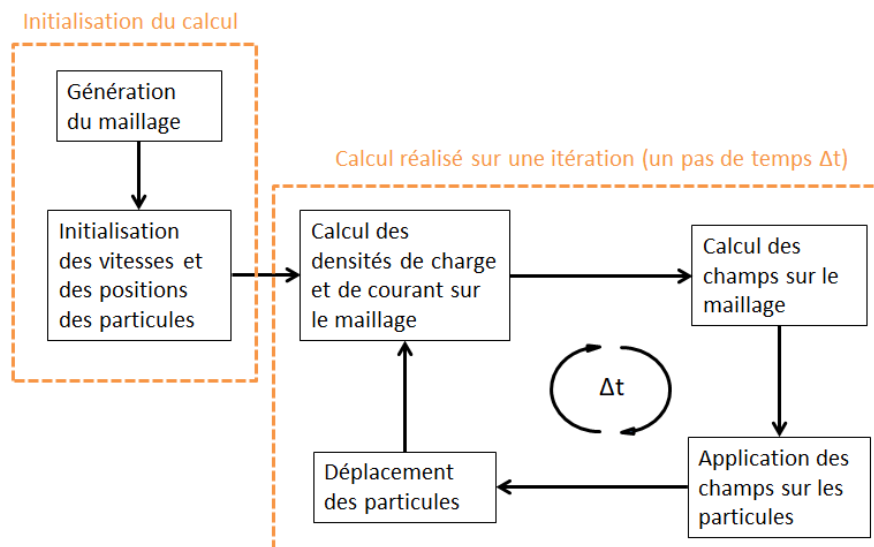 Initialisation du calcul
Génération
du maillage
Initialisation
des vitesses et
des positions
des particules
Calcul réalisé sur une itération (un pas de temps Δt)
Calcul des
densités de charge
et de courant sur
le maillage
Calcul des
champs sur le
maillage
Δt
Application des
champs sur les
particules
Déplacement
des particules